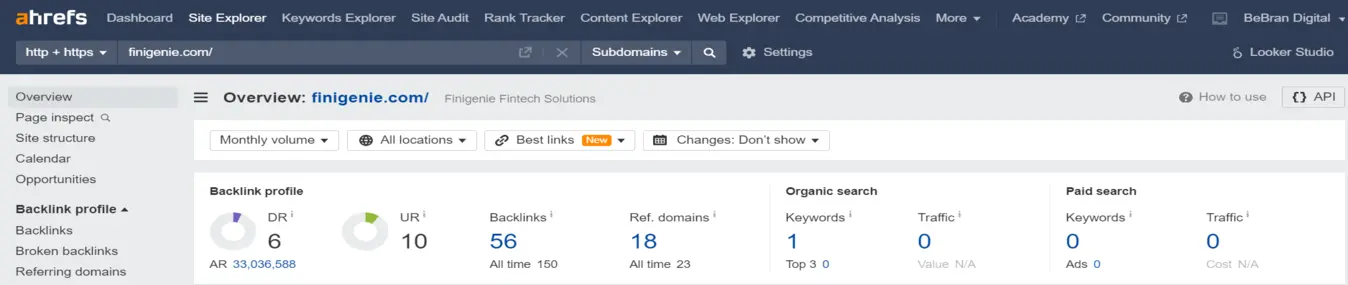 ahrefs Dashboard Site Explorer Keywords Explorer Site Audit Rank Tracker Content Explorer Web Explorer Competitive Analysis More Academy Community BeBran Digital
http + https finigenie.com/ Subdomains Settings Looker Studio
Overview
Page inspect
Site structure
Calendar
Opportunities
Backlink profile
Backlinks
Broken backlinks
Referring domains
Overview: finigenie.com/ Finigenie Fintech Solutions How to use {} API
Monthly volume All locations Best links New Changes: Don't show
Backlink profile
DR i UR i Backlinks i Ref. domains i
6 10 56 18
AR 33,036,588 All time 150 All time 23
Organic search
Keywords i Traffic i
1 0
Top 3 0 Value N/A
Paid search
Keywords i Traffic i
0 0
Ads 0 Cost N/A